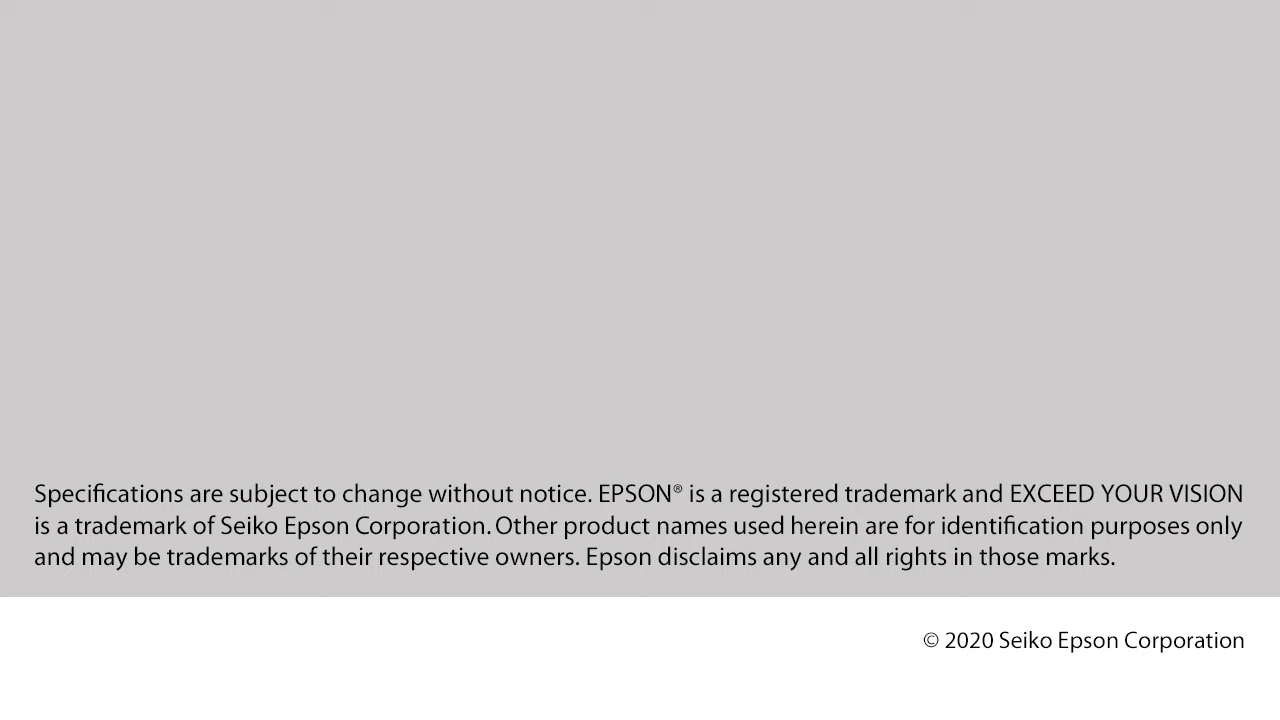 Specifications are subject to change without notice. EPSON® is a registered trademark and EXCEED YOUR VISION
is a trademark of Seiko Epson Corporation. Other product names used herein are for identification purposes only
and may be trademarks of their respective owners. Epson disclaims any and all rights in those marks.
© 2020 Seiko Epson Corporation